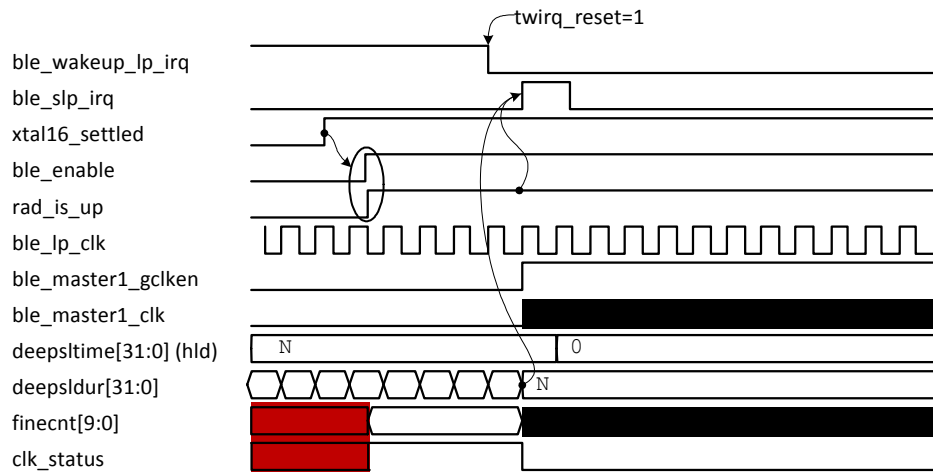 twirq_reset=1
ble_wakeup_lp_irq
ble_slp_irq
xtal16_settled
ble_enable
rad_is_up
ble_lp_clk
ble_master1_gclken
ble_master1_clk
deepsltime[31:0] (hld) N 0
deepsldur[31:0] N
finecnt[9:0]
clk_status